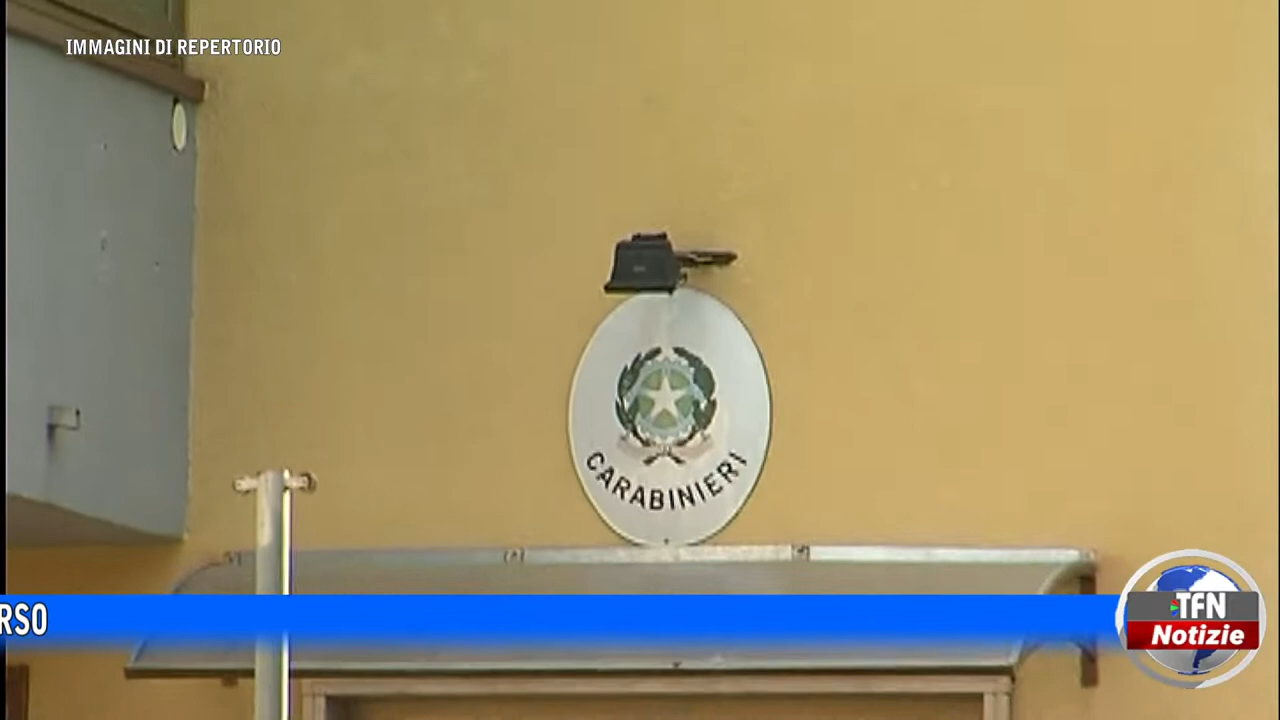 IMMAGINI DI REPERTORIO
CARABINIERI
RSO
TFN
Notizie